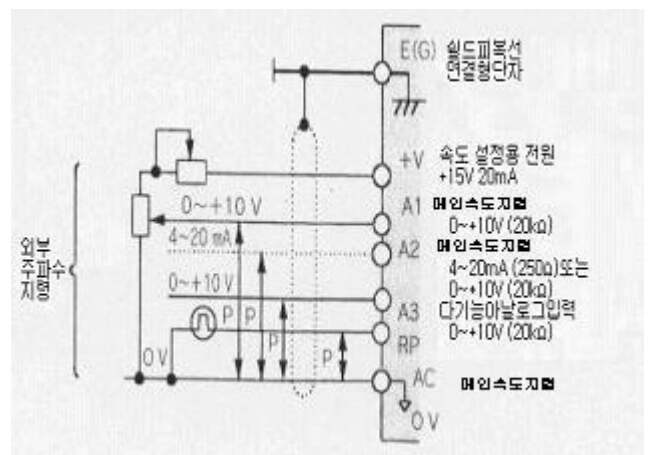 E(G) 쉴드피복선
연결형단자
+V 속도 설정용 전원
+15V 20mA
0~+10 V
A1 메인속도지령
0~+10V (20kΩ)
4~20 mA
A2 메인속도지령
4~20mA (250Ω)또는
0~+10V (20kΩ)
외부
주파수
지령
0~+10V
A3 다기능아날로그입력
0~+10V (20kΩ)
P P
RP
P P
0 V
AC 메인속도지령
0 V